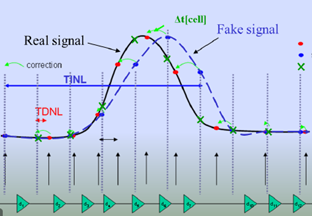 Δt[cell]
Real signal
Fake signal
correction
TINL
TDNL